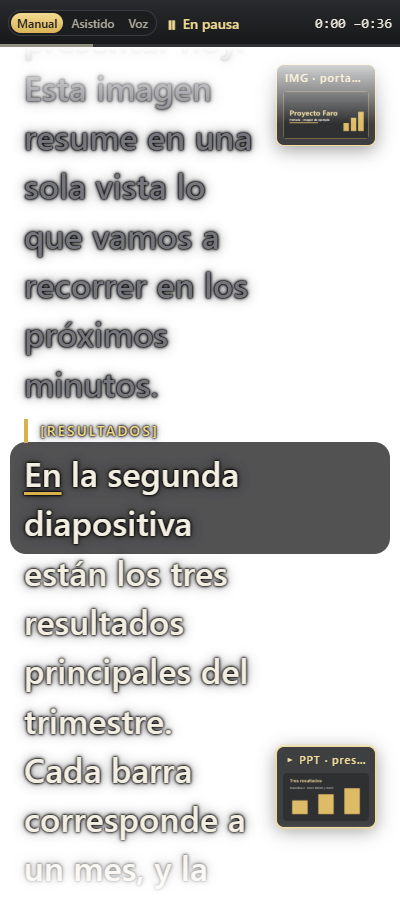 Manual Asistido Voz En pausa 0:00 −0:36
Esta imagen
IMG · porta...
Proyecto Faro
resume en una
sola vista lo
que vamos a
recorrer en los
próximos
minutos.
[RESULTADOS]
En la segunda
diapositiva
están los tres
resultados
principales del
trimestre.
Cada barra
PPT · pres...
Tres resultados
corresponde a
un mes, y la